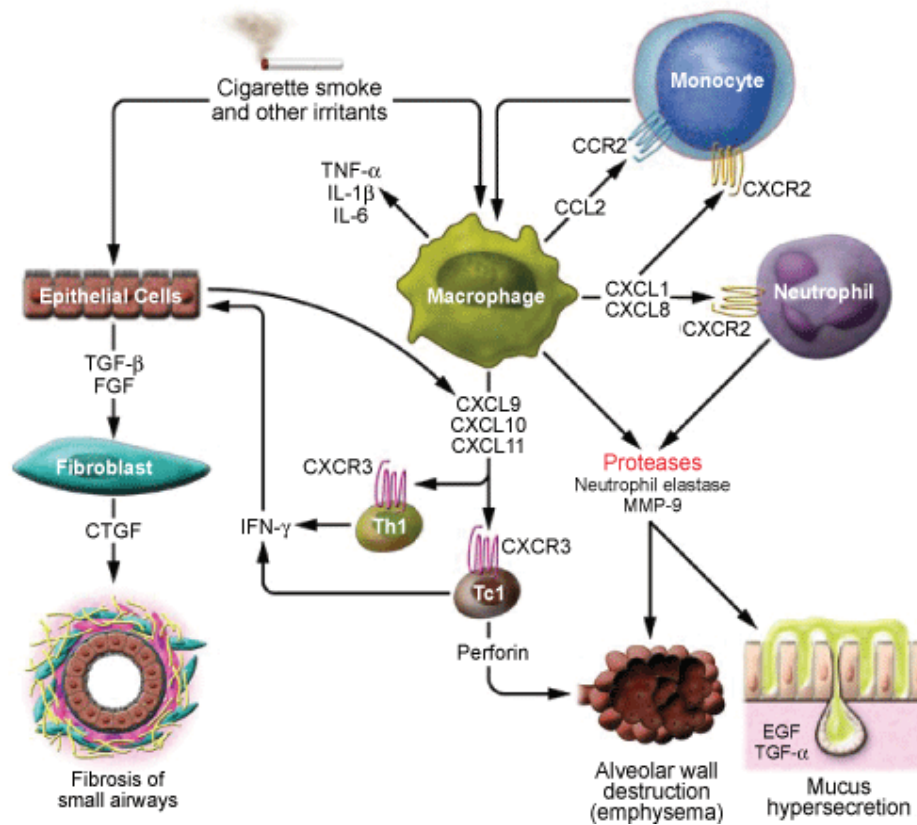 Cigarette smoke
and other irritants
Monocyte
CCR2
CXCR2
TNF-α
IL-1β
IL-6
CCL2
Epithelial Cells
Macrophage
CXCL1
CXCL8
Neutrophil
CXCR2
TGF-β
FGF
CXCL9
CXCL10
CXCL11
Fibroblast
CXCR3
Proteases
Neutrophil elastase
MMP-9
CTGF
IFN-γ
Th1
CXCR3
Tc1
Perforin
EGF
TGF-α
Fibrosis of
small airways
Alveolar wall
destruction
(emphysema)
Mucus
hypersecretion